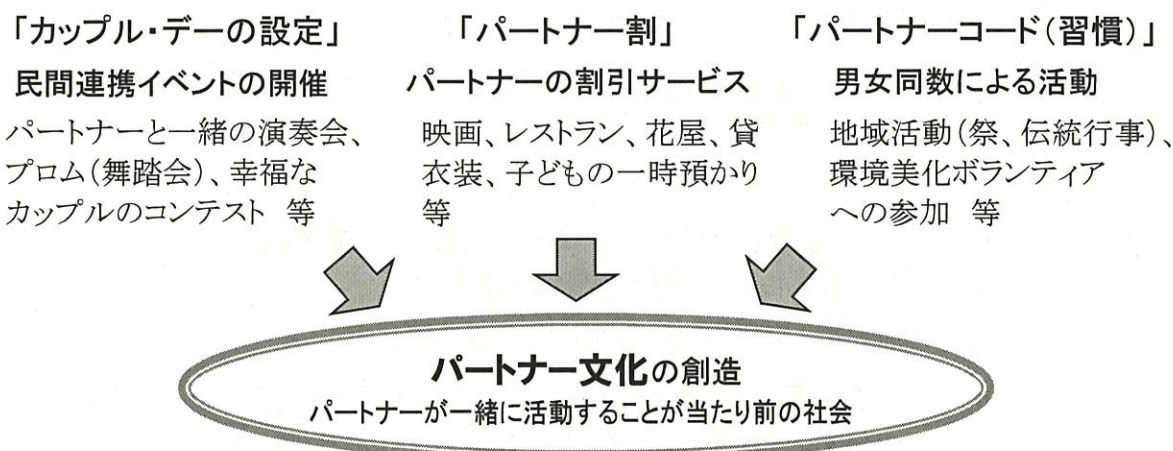 「カップル・デーの設定」
民間連携イベントの開催
パートナーと一緒の演奏会、
プロム(舞踏会)、幸福な
カップルのコンテスト 等
「パートナー割」
パートナーの割引サービス
映画、レストラン、花屋、貸
衣装、子どもの一時預かり
等
「パートナーコード(習慣)」
男女同数による活動
地域活動(祭、伝統行事)、
環境美化ボランティア
への参加 等
パートナー文化の創造
パートナーが一緒に活動することが当たり前の社会